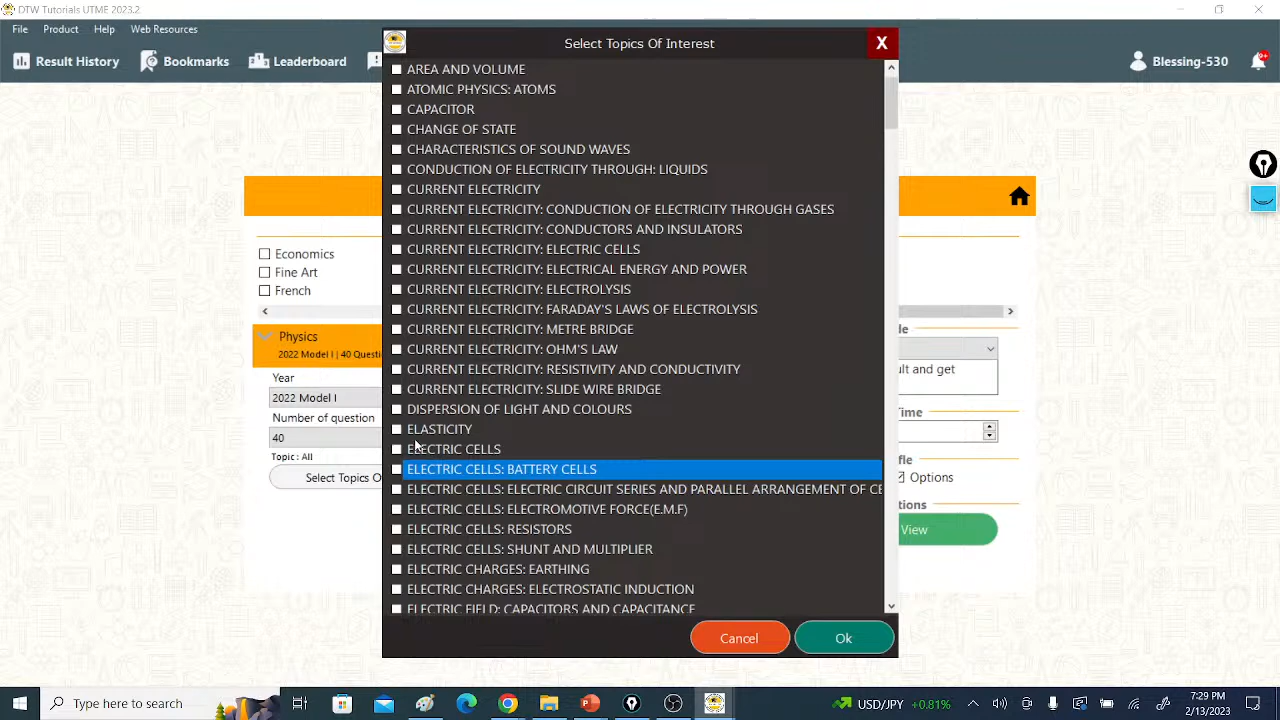 DTW Tutorials UTME 2023.2
File Product Help Web Resources
Result History Bookmarks Leaderboard Blessing-530 9+
Select Topics Of Interest X
AREA AND VOLUME
ATOMIC PHYSICS: ATOMS
CAPACITOR
CHANGE OF STATE
CHARACTERISTICS OF SOUND WAVES
CONDUCTION OF ELECTRICITY THROUGH: LIQUIDS
CURRENT ELECTRICITY
CURRENT ELECTRICITY: CONDUCTION OF ELECTRICITY THROUGH GASES
CURRENT ELECTRICITY: CONDUCTORS AND INSULATORS
CURRENT ELECTRICITY: ELECTRIC CELLS
CURRENT ELECTRICITY: ELECTRICAL ENERGY AND POWER
CURRENT ELECTRICITY: ELECTROLYSIS
CURRENT ELECTRICITY: FARADAY'S LAWS OF ELECTROLYSIS
CURRENT ELECTRICITY: METRE BRIDGE
CURRENT ELECTRICITY: OHM'S LAW
CURRENT ELECTRICITY: RESISTIVITY AND CONDUCTIVITY
CURRENT ELECTRICITY: SLIDE WIRE BRIDGE
DISPERSION OF LIGHT AND COLOURS
ELASTICITY
ELECTRIC CELLS
ELECTRIC CELLS: BATTERY CELLS
ELECTRIC CELLS: ELECTRIC CIRCUIT SERIES AND PARALLEL ARRANGEMENT OF CE
ELECTRIC CELLS: ELECTROMOTIVE FORCE(E.M.F)
ELECTRIC CELLS: RESISTORS
ELECTRIC CELLS: SHUNT AND MULTIPLIER
ELECTRIC CHARGES: EARTHING
ELECTRIC CHARGES: ELECTROSTATIC INDUCTION
ELECTRIC FIELD: CAPACITORS AND CAPACITANCE
Cancel Ok
Economics
Fine Art
French
Physics
2022 Model I | 40 Questi
Year
2022 Model I
Number of question
40
Topic : All
Select Topics O
de
ult and get
Time
fle
Options
tions
View
Type here to search
USD/JPY +0.81%
7:29 PM
2/13/2023